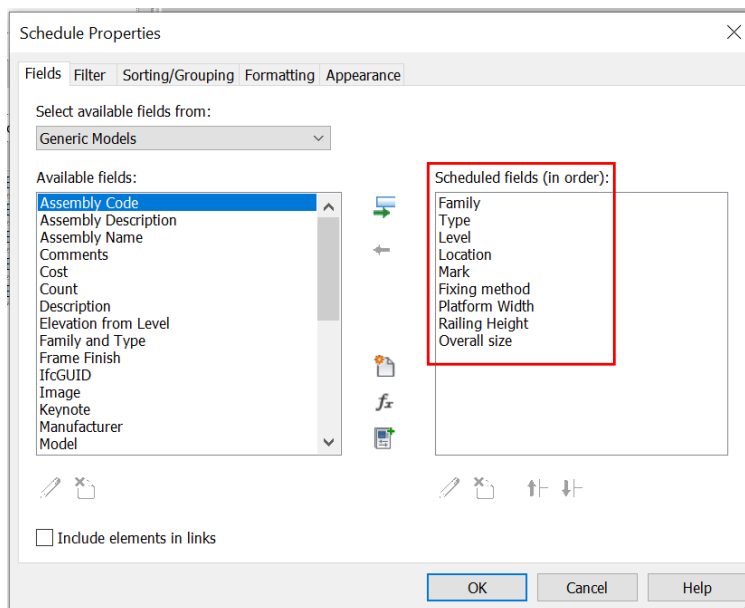 Schedule Properties
Fields Filter Sorting/Grouping Formatting Appearance
Select available fields from:
Generic Models
Available fields:
Assembly Code
Assembly Description
Assembly Name
Comments
Cost
Count
Description
Elevation from Level
Family and Type
Frame Finish
IfcGUID
Image
Keynote
Manufacturer
Model
Scheduled fields (in order):
Family
Type
Level
Location
Mark
Fixing method
Platform Width
Railing Height
Overall size
fx
Include elements in links
OK Cancel Help